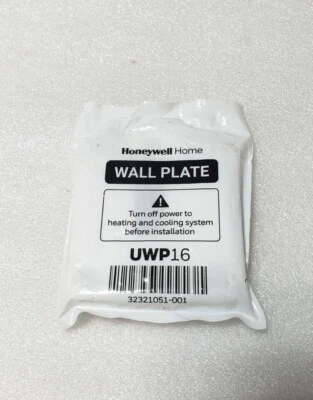 Honeywell Home
WALL PLATE
Turn off power to
heating and cooling system
before installation
UWP16
32321051-001